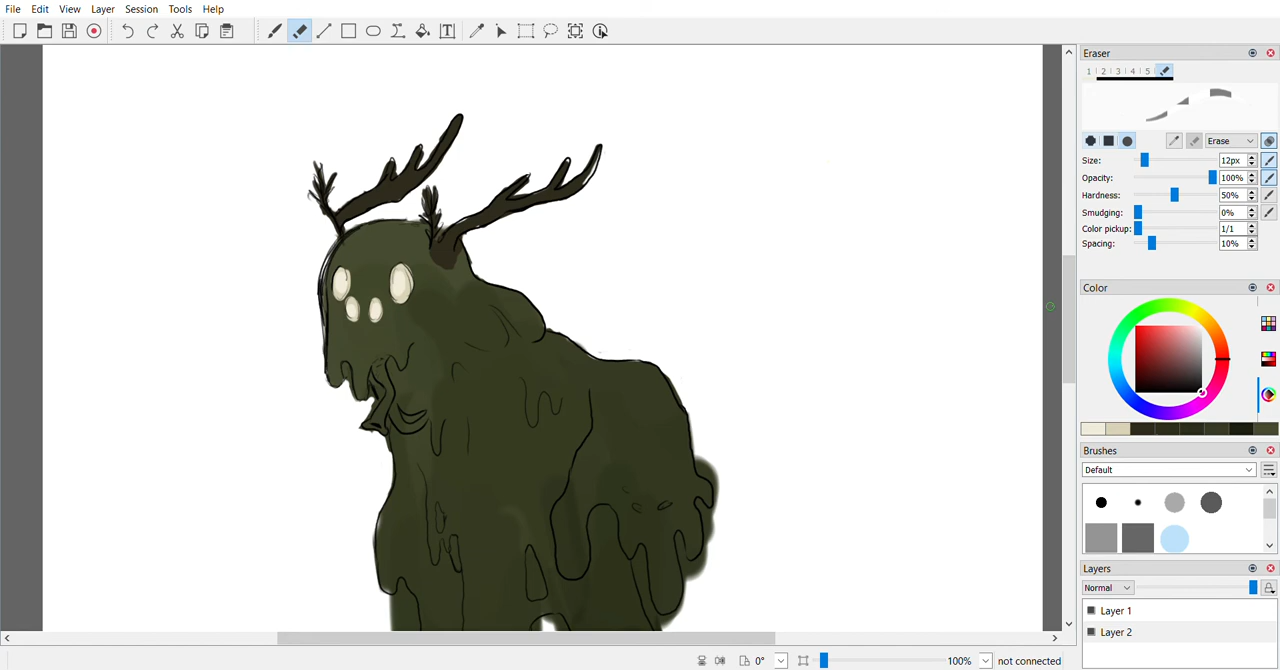 File Edit View Layer Session Tools Help
Eraser
1 2 3 4 5
Erase
Size: 12px
Opacity: 100%
Hardness: 50%
Smudging: 0%
Color pickup: 1/1
Spacing: 10%
Color
Brushes
Default
Layers
Normal
Layer 1
Layer 2
0° 100% not connected